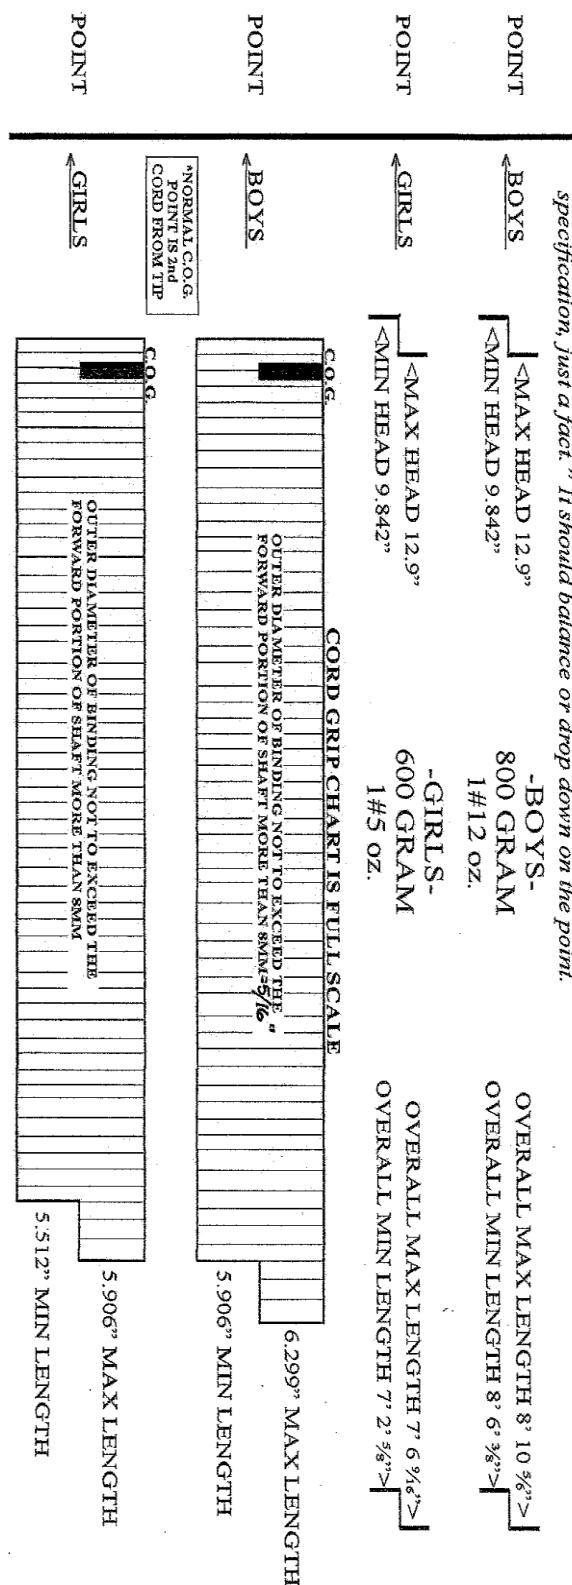 specification, just a fact." It should balance or drop down on the point.
POINT
BOYS
<MAX HEAD 12.9"
<MIN HEAD 9.842"
-BOYS-
800 GRAM
1#12 oz.
OVERALL MAX LENGTH 8' 10 5/6">
OVERALL MIN LENGTH 8' 6' 3/8">
POINT
GIRLS
<MAX HEAD 12.9"
<MIN HEAD 9.842"
-GIRLS-
600 GRAM
1#5 oz.
OVERALL MAX LENGTH 7' 6 9/16">
OVERALL MIN LENGTH 7' 2' 5/8">
CORD GRIP CHART IS FULL SCALE
POINT
BOYS
C.O.G.
OUTER DIAMETER OF BINDING NOT TO EXCEED THE
FORWARD PORTION OF SHAFT MORE THAN 8MM=5/16"
6.299" MAX LENGTH
5.906" MIN LENGTH
*NORMAL C.O.G.
POINT IS 2nd
CORD FROM TIP
POINT
GIRLS
C.O.G
OUTER DIAMETER OF BINDING NOT TO EXCEED THE
FORWARD PORTION OF SHAFT MORE THAN 8MM
5.906" MAX LENGTH
5.512" MIN LENGTH